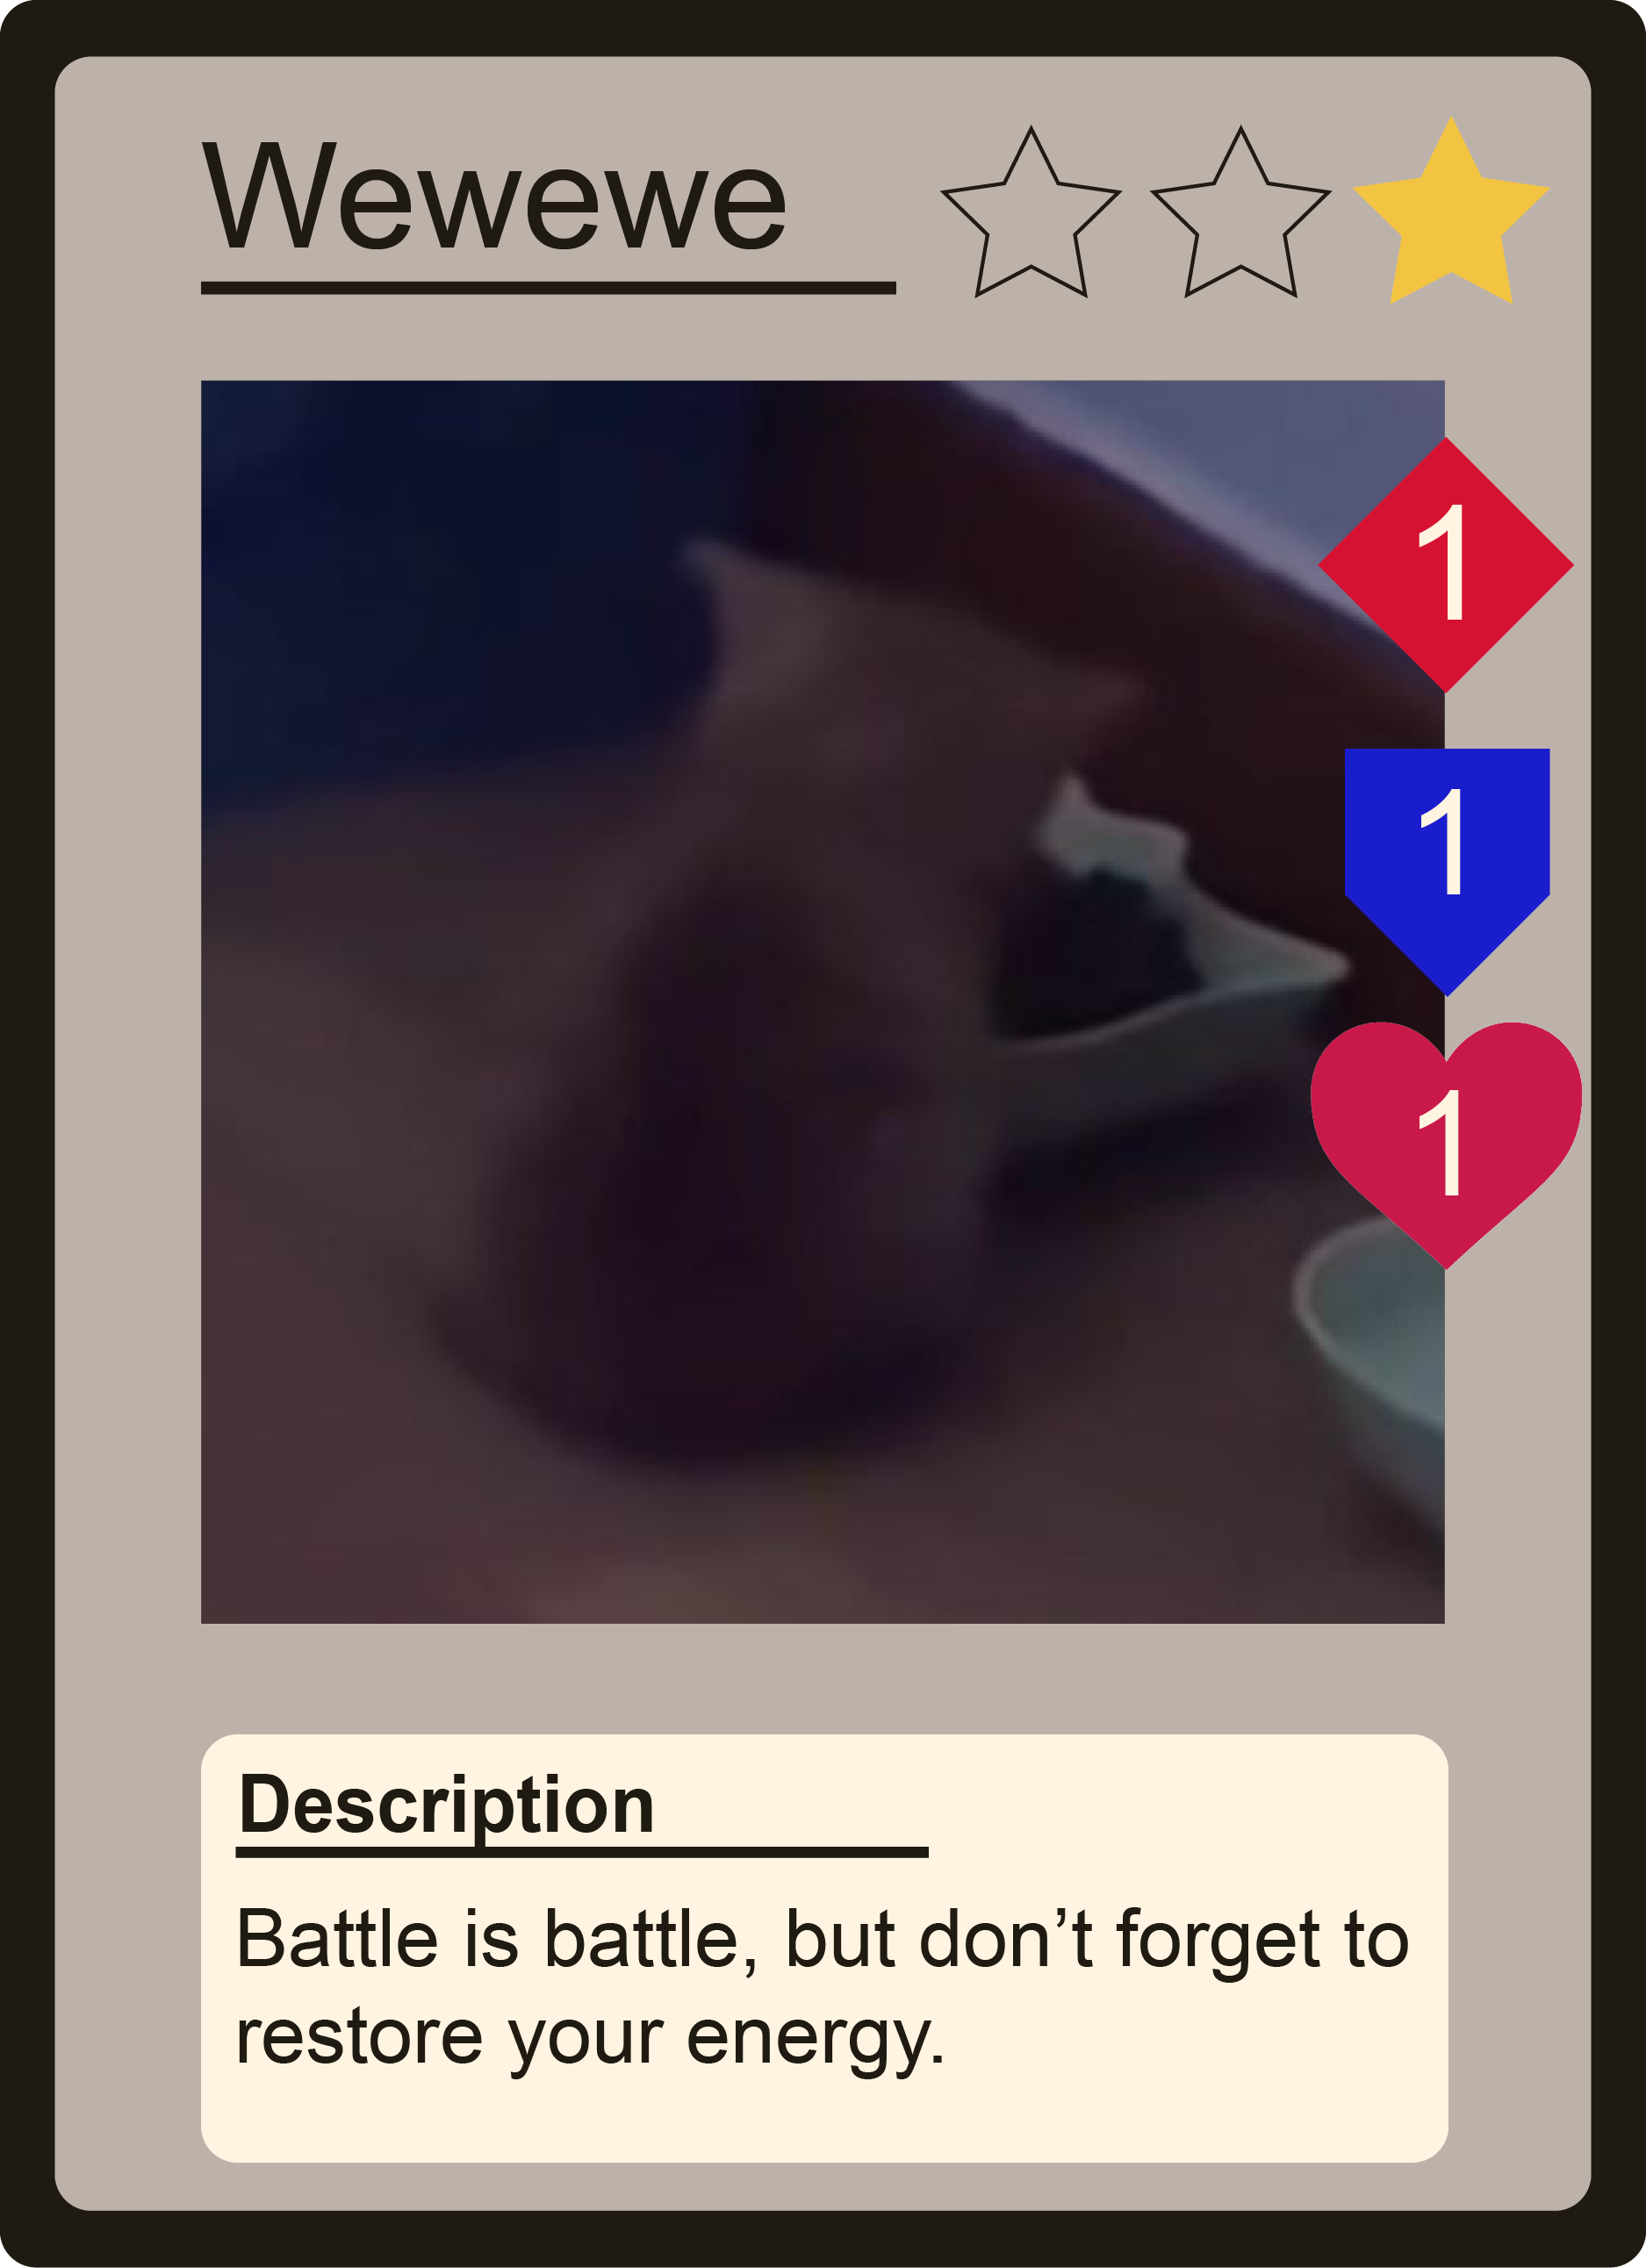 Wewewe
1
1
1
Description
Battle is battle, but don’t forget to
restore your energy.